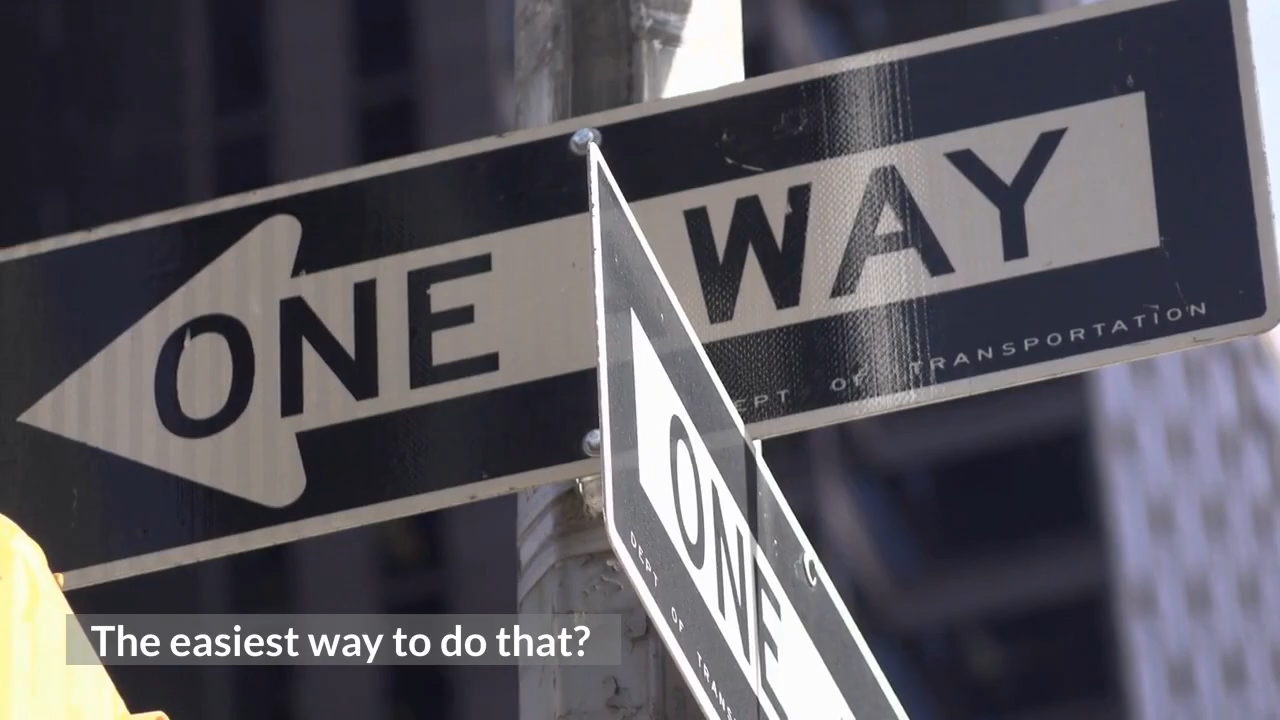 ONE WAY
DEPT OF TRANSPORTATION
ONE
DEPT OF
The easiest way to do that?